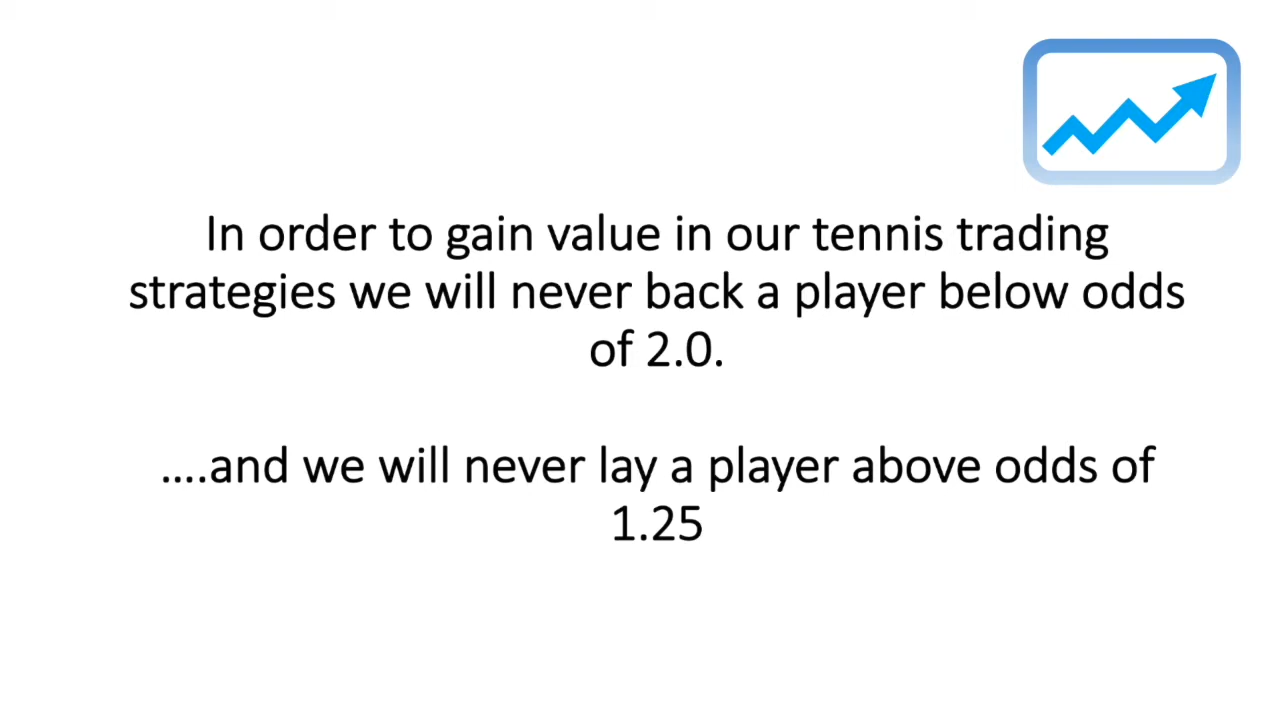 In order to gain value in our tennis trading
strategies we will never back a player below odds
of 2.0.
....and we will never lay a player above odds of
1.25